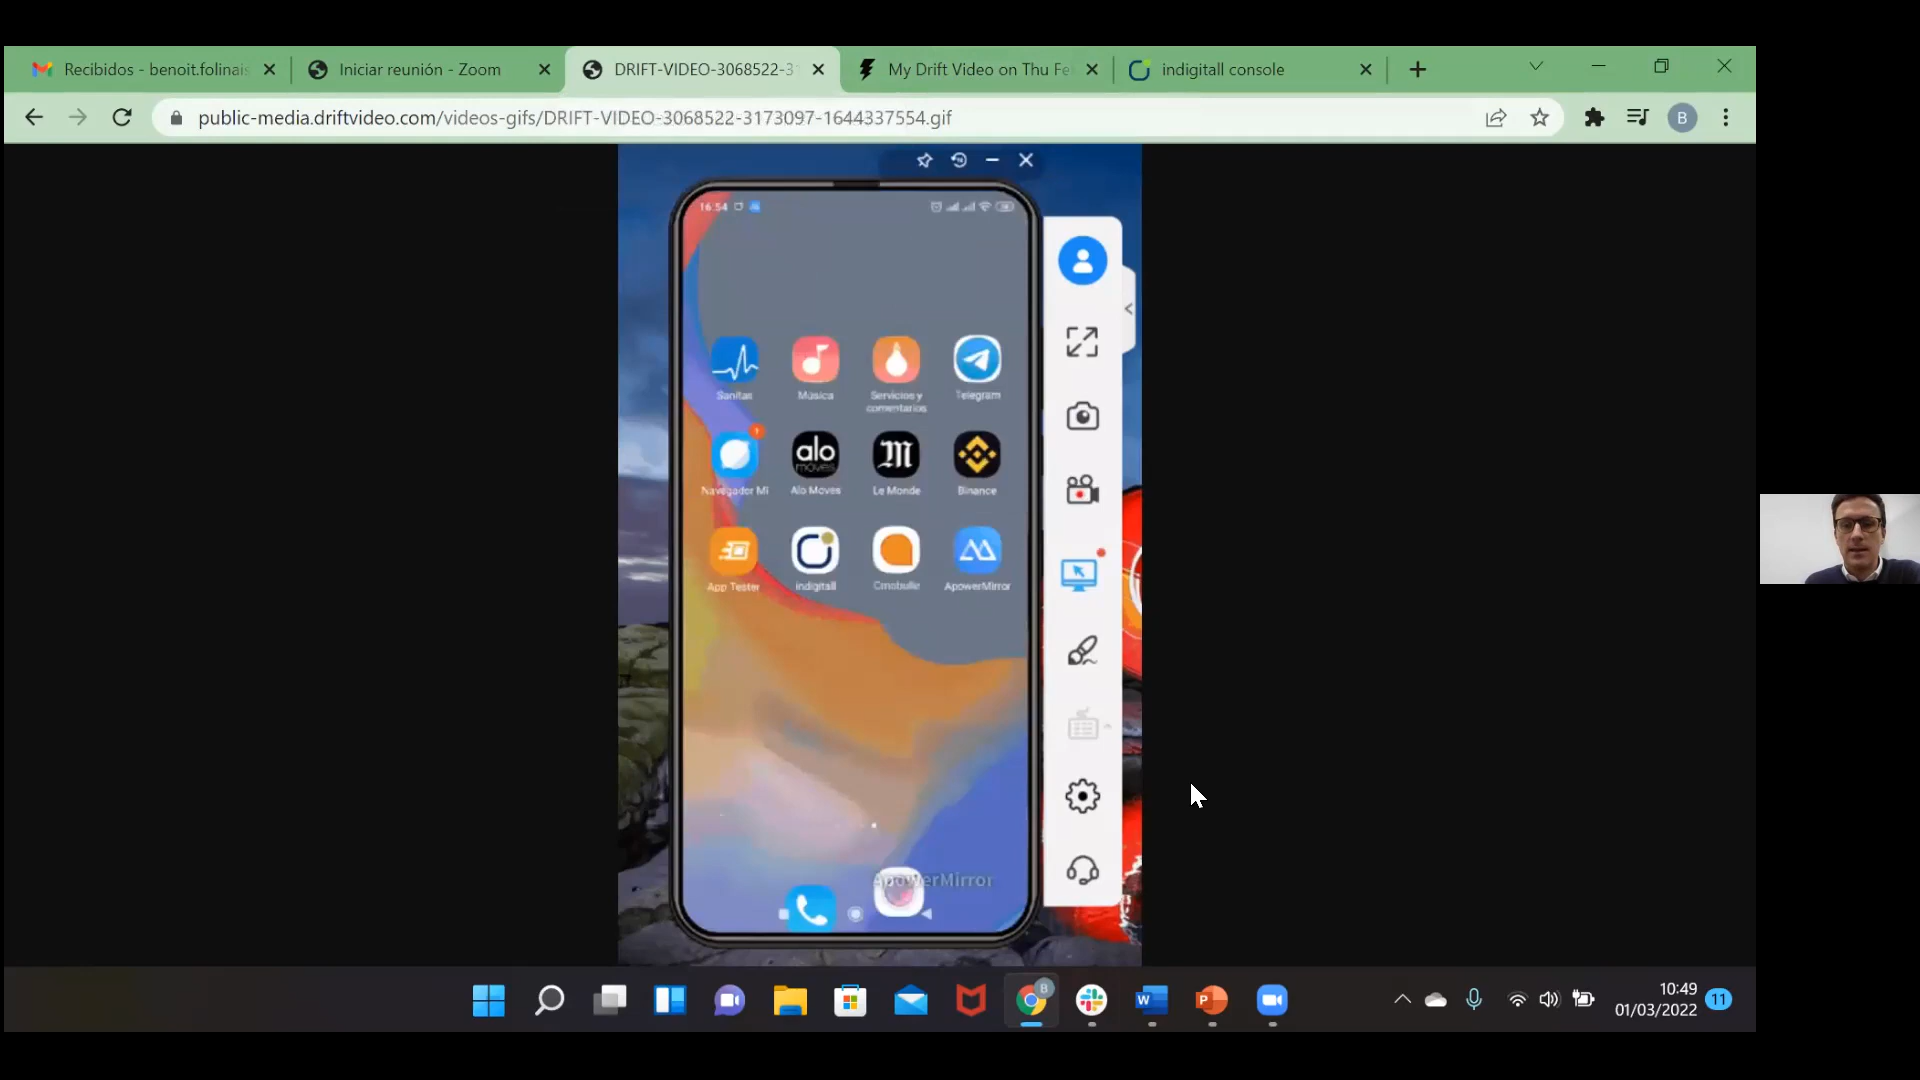 Recibidos - benoit.folinais
Iniciar reunión - Zoom
DRIFT-VIDEO-3068522-3
My Drift Video on Thu Fe
indigitall console
public-media.driftvideo.com/videos-gifs/DRIFT-VIDEO-3068522-3173097-1644337554.gif
B
16:54
Sanitas
Música
Servicios y
comentarios
Telegram
alo
moves
M
Navegador Mi
Alo Moves
Le Monde
Binance
App Tester
indigitall
ApowerMirror
ApowerMirror
B
W
P
10:49
01/03/2022
11